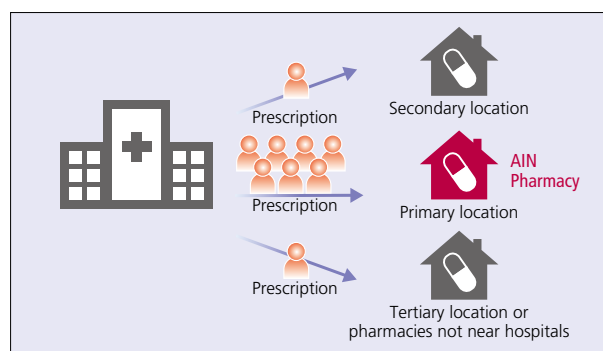 Prescription
Secondary location
Prescription
AIN
Pharmacy
Primary location
Prescription
Tertiary location or
pharmacies not near hospitals